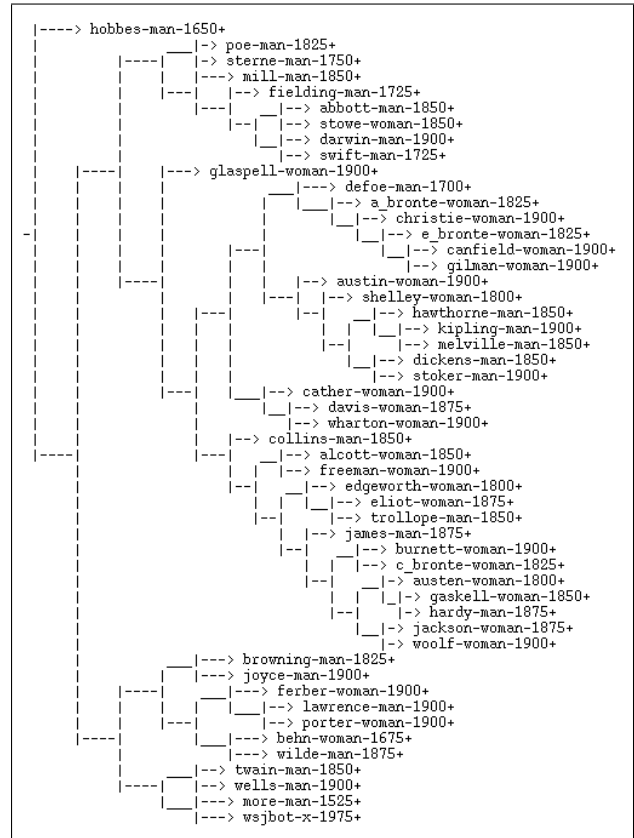 hobbes-man-1650+
poe-man-1825+
sterne-man-1750+
mill-man-1850+
fielding-man-1725+
abbott-man-1850+
stowe-woman-1850+
darwin-man-1900+
swift-man-1725+
glaspell-woman-1900+
defoe-man-1700+
a_bronte-woman-1825+
christie-woman-1900+
e_bronte-woman-1825+
canfield-woman-1900+
gilman-woman-1900+
austin-woman-1900+
shelley-woman-1800+
hawthorne-man-1850+
kipling-man-1900+
melville-man-1850+
dickens-man-1850+
stoker-man-1900+
cather-woman-1900+
davis-woman-1875+
wharton-woman-1900+
collins-man-1850+
alcott-woman-1850+
freeman-woman-1900+
edgeworth-woman-1800+
eliot-woman-1875+
trollope-man-1850+
james-man-1875+
burnett-woman-1900+
c_bronte-woman-1825+
austen-woman-1800+
gaskell-woman-1850+
hardy-man-1875+
jackson-woman-1875+
woolf-woman-1900+
browning-man-1825+
joyce-man-1900+
ferber-woman-1900+
lawrence-man-1900+
porter-woman-1900+
behn-woman-1675+
wilde-man-1875+
twain-man-1850+
wells-man-1900+
more-man-1525+
wsjbot-x-1975+